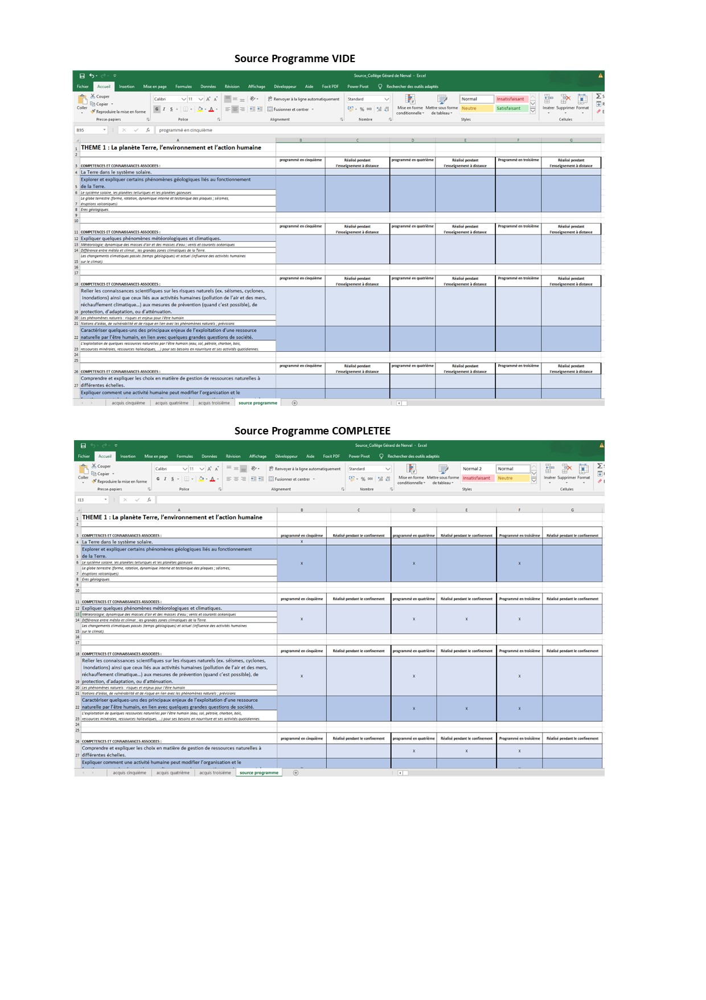 Source Programme VIDE
Source_Collège Gérard de Nerval - Excel
Fichier Accueil Insertion Mise en page Formules Données Révision Affichage Développeur Aide Foxit PDF Power Pivot Rechercher des outils adaptés
Coller Couper Copier Reproduire la mise en forme Presse-papiers
Calibri 11 G I S Police
Renvoyer à la ligne automatiquement Fusionner et centrer Alignement
Standard % 000 Nombre
Mise en forme conditionnelle Mettre sous forme de tableau Normal Insatisfaisant Neutre Satisfaisant Styles
Insérer Supprimer Format Cellules
B95 fx programmé en cinquième
A B C D E F G
1 THEME 1 : La planète Terre, l'environnement et l'action humaine
2
3 COMPETENCES ET CONNAISSANCES ASSOCIEES : programmé en cinquième Réalisé pendant l'enseignement à distance programmé en quatrième Réalisé pendant l'enseignement à distance Programmé en troisième Réalisé pendant l'enseignement à distance
4 La Terre dans le système solaire.
Explorer et expliquer certains phénomènes géologiques liés au fonctionnement
5 de la Terre.
6 Le système solaire, les planètes telluriques et les planètes gazeuses
Le globe terrestre (forme, rotation, dynamique interne et tectonique des plaques ; séismes,
7 éruptions volcaniques).
8 Eres géologiques.
9
10
11 COMPETENCES ET CONNAISSANCES ASSOCIEES : programmé en cinquième Réalisé pendant l'enseignement à distance programmé en quatrième Réalisé pendant l'enseignement à distance Programmé en troisième Réalisé pendant l'enseignement à distance
12 Expliquer quelques phénomènes météorologiques et climatiques.
13 Météorologie; dynamique des masses d'air et des masses d'eau ; vents et courants océaniques
14 Différence entre météo et climat ; les grandes zones climatiques de la Terre.
Les changements climatiques passés (temps géologiques) et actuel (influence des activités humaines
15 sur le climat).
16
17
18 COMPETENCES ET CONNAISSANCES ASSOCIEES : programmé en cinquième Réalisé pendant l'enseignement à distance programmé en quatrième Réalisé pendant l'enseignement à distance Programmé en troisième Réalisé pendant l'enseignement à distance
Relier les connaissances scientifiques sur les risques naturels (ex. séismes, cyclones,
inondations) ainsi que ceux liés aux activités humaines (pollution de l'air et des mers,
réchauffement climatique...) aux mesures de prévention (quand c'est possible), de
19 protection, d'adaptation, ou d'atténuation.
20 Les phénomènes naturels : risques et enjeux pour l'être humain
21 Notions d'aléas, de vulnérabilité et de risque en lien avec les phénomènes naturels ; prévisions
Caractériser quelques-uns des principaux enjeux de l'exploitation d'une ressource
22 naturelle par l'être humain, en lien avec quelques grandes questions de société.
L'exploitation de quelques ressources naturelles par l'être humain (eau, sol, pétrole, charbon, bois,
23 ressources minérales, ressources halieutiques, ...) pour ses besoins en nourriture et ses activités quotidiennes.
24
25
26 COMPETENCES ET CONNAISSANCES ASSOCIEES : programmé en cinquième Réalisé pendant l'enseignement à distance programmé en quatrième Réalisé pendant l'enseignement à distance Programmé en troisième Réalisé pendant l'enseignement à distance
Comprendre et expliquer les choix en matière de gestion de ressources naturelles à
27 différentes échelles.
Expliquer comment une activité humaine peut modifier l'organisation et le
acquis cinquième acquis quatrième acquis troisième source programme
Source Programme COMPLETEE
Source_Collège Gérard de Nerval - Excel
Fichier Accueil Insertion Mise en page Formules Données Révision Affichage Développeur Aide Foxit PDF Power Pivot Rechercher des outils adaptés
Coller Couper Copier Reproduire la mise en forme Presse-papiers
Calibri 11 G I S Police
Renvoyer à la ligne automatiquement Fusionner et centrer Alignement
Standard % 000 Nombre
Mise en forme conditionnelle Mettre sous forme de tableau Normal 2 Normal Insatisfaisant Neutre Styles
Insérer Supprimer Format Cellules
I13 fx
A B C D E F G
1 THEME 1 : La planète Terre, l'environnement et l'action humaine
2
3 COMPETENCES ET CONNAISSANCES ASSOCIEES : programmé en cinquième Réalisé pendant le confinement programmé en quatrième Réalisé pendant le confinement Programmé en troisième Réalisé pendant le confinement
4 La Terre dans le système solaire. X
Explorer et expliquer certains phénomènes géologiques liés au fonctionnement
5 de la Terre.
6 Le système solaire, les planètes telluriques et les planètes gazeuses X X X
Le globe terrestre (forme, rotation, dynamique interne et tectonique des plaques ; séismes,
7 éruptions volcaniques).
8 Eres géologiques.
9
10
11 COMPETENCES ET CONNAISSANCES ASSOCIEES : programmé en cinquième Réalisé pendant le confinement programmé en quatrième Réalisé pendant le confinement Programmé en troisième Réalisé pendant le confinement
12 Expliquer quelques phénomènes météorologiques et climatiques.
13 Météorologie; dynamique des masses d'air et des masses d'eau ; vents et courants océaniques
14 Différence entre météo et climat ; les grandes zones climatiques de la Terre. X X X X
Les changements climatiques passés (temps géologiques) et actuel (influence des activités humaines
15 sur le climat).
16
17
18 COMPETENCES ET CONNAISSANCES ASSOCIEES : programmé en cinquième Réalisé pendant le confinement programmé en quatrième Réalisé pendant le confinement Programmé en troisième Réalisé pendant le confinement
Relier les connaissances scientifiques sur les risques naturels (ex. séismes, cyclones,
inondations) ainsi que ceux liés aux activités humaines (pollution de l'air et des mers,
réchauffement climatique...) aux mesures de prévention (quand c'est possible), de X X X
19 protection, d'adaptation, ou d'atténuation.
20 Les phénomènes naturels : risques et enjeux pour l'être humain
21 Notions d'aléas, de vulnérabilité et de risque en lien avec les phénomènes naturels ; prévisions
Caractériser quelques-uns des principaux enjeux de l'exploitation d'une ressource
22 naturelle par l'être humain, en lien avec quelques grandes questions de société. X X X
L'exploitation de quelques ressources naturelles par l'être humain (eau, sol, pétrole, charbon, bois,
23 ressources minérales, ressources halieutiques, ...) pour ses besoins en nourriture et ses activités quotidiennes.
24
25
26 COMPETENCES ET CONNAISSANCES ASSOCIEES : programmé en cinquième Réalisé pendant le confinement programmé en quatrième Réalisé pendant le confinement Programmé en troisième Réalisé pendant le confinement
Comprendre et expliquer les choix en matière de gestion de ressources naturelles à X X X
27 différentes échelles.
Expliquer comment une activité humaine peut modifier l'organisation et le
acquis cinquième acquis quatrième acquis troisième source programme